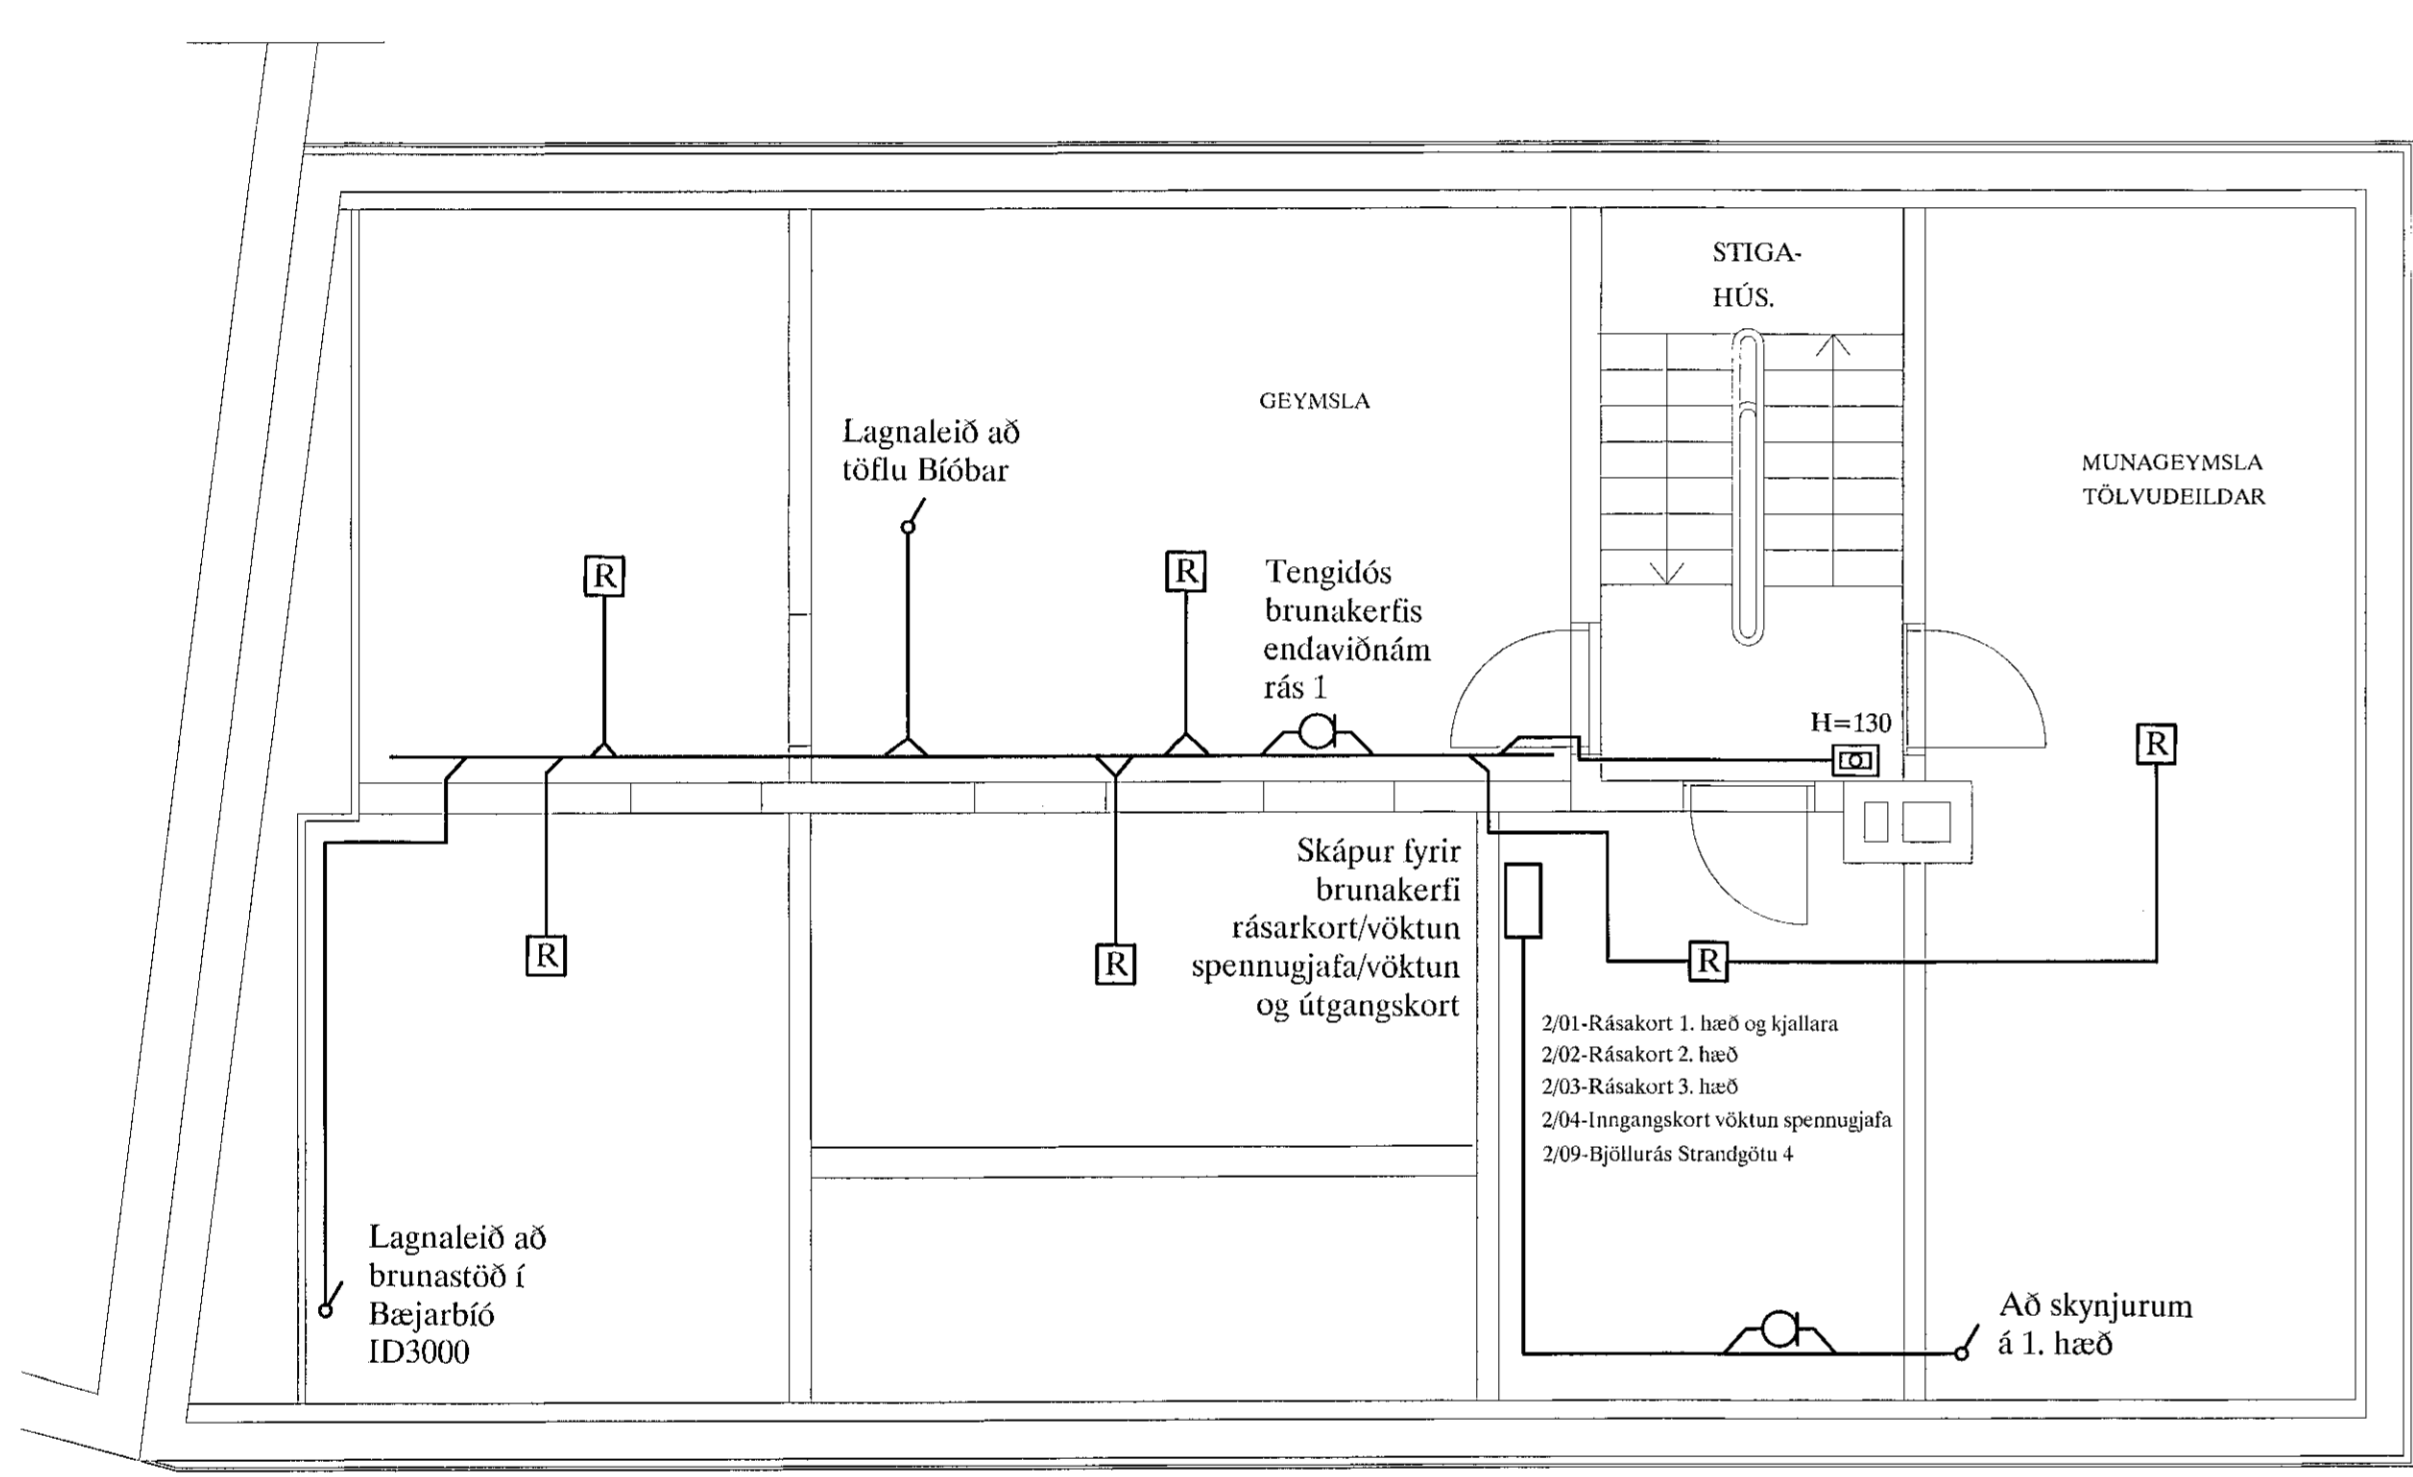 STIGA-
HÚS.
GEYMSLA
Lagnaleið að
töflu Bíóbar
MUNAGEYMSLA
TÖLVUDEILDAR
R
R
Tengidós
brunakerfis
endaviðnám
rás 1
H=130
R
Skápur fyrir
brunakerfi
rásarkort/vöktun
spennugjafa/vöktun
og útgangskort
R
R
R
2/01-Rásakort 1. hæð og kjallara
2/02-Rásakort 2. hæð
2/03-Rásakort 3. hæð
2/04-Inngangskort vöktun spennugjafa
2/09-Bjöllurás Strandgötu 4
Lagnaleið að
brunastöð í
Bæjarbíó
ID3000
Að skynjurum
á 1. hæð